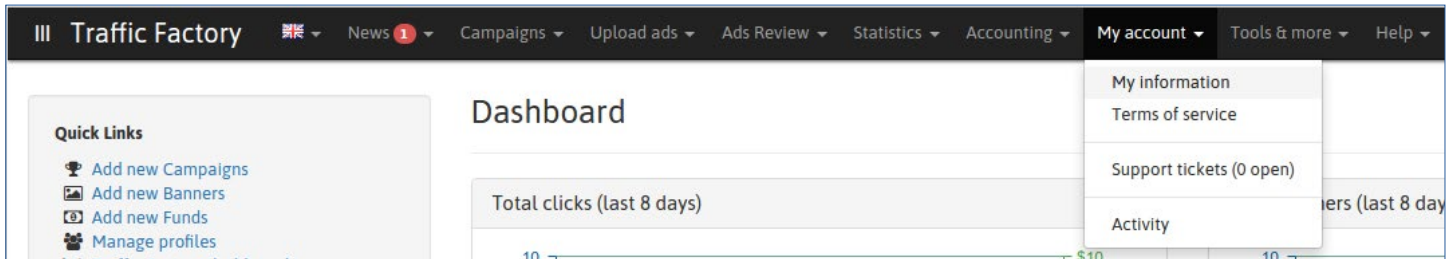 Traffic Factory News 1 Campaigns Upload ads Ads Review Statistics Accounting My account Tools & more Help
My information
Terms of service
Support tickets (0 open)
Activity
Dashboard
Quick Links
Add new Campaigns
Add new Banners
Add new Funds
Manage profiles
Total clicks (last 8 days)
ers (last 8 day
10 $10 10